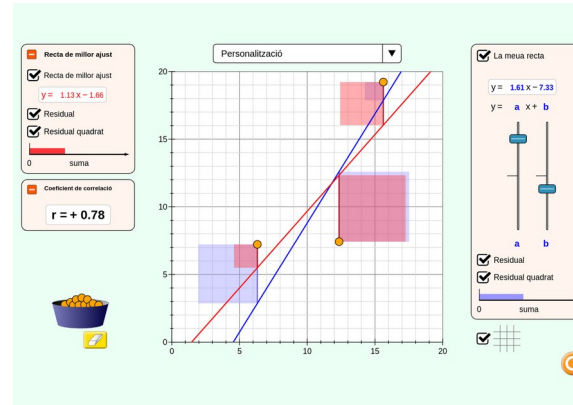 Recta de millor ajust
Recta de millor ajust
y = 1.13 x − 1.66
Residual
Residual quadrat
0 suma
Coeficient de correlació
r = + 0.78
Personalització
20
15
10
5
0
0 5 10 15 20
La meua recta
y = 1.61 x − 7.33
y = a x + b
a b
Residual
Residual quadrat
0 suma